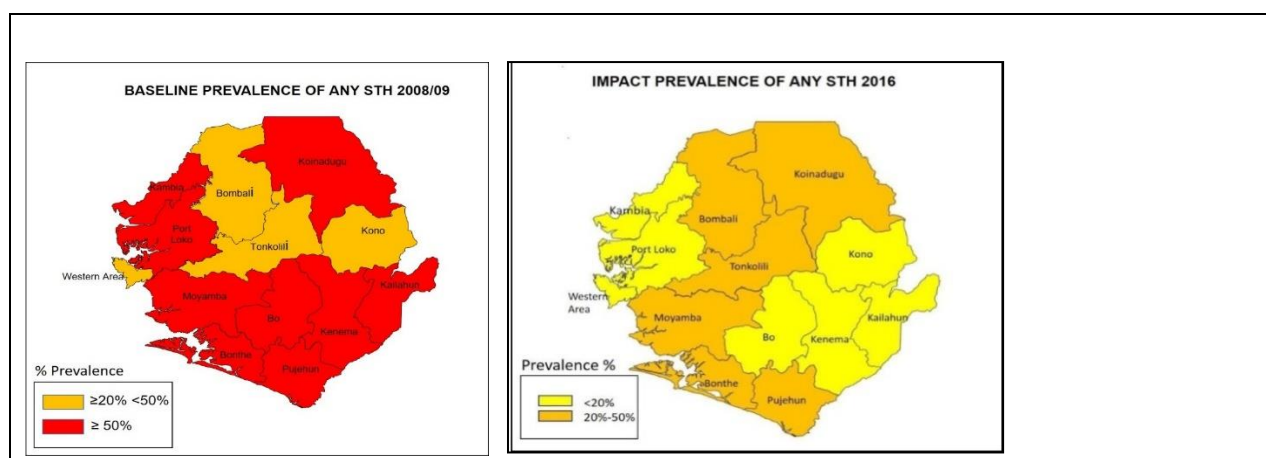 BASELINE PREVALENCE OF ANY STH 2008/09
Koinadugu
Kambia
Bombali
Port
Loko
Kono
Tonkolili
Western Area
Kailahun
Moyamba
Bo
Kenema
Bonthe
Pujehun
% Prevalence
≥20% <50%
≥ 50%
IMPACT PREVALENCE OF ANY STH 2016
Koinadugu
Kambia
Bombali
Port Loko
Kono
Tonkolili
Western
Area
Kailahun
Moyamba
Bo
Kenema
Bonthe
Pujehun
Prevalence %
<20%
20%-50%